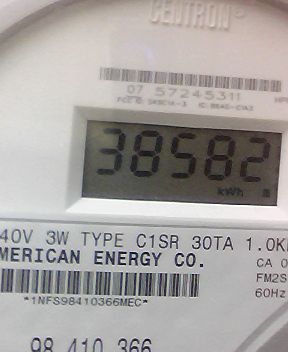 CENTRON®
07 57245311
38582
kWh
40V 3W TYPE C1SR 30TA 1.0K
MERICAN ENERGY CO.
CA 0
FM2S
*1NFS98410366MEC*
60Hz
98 410 366